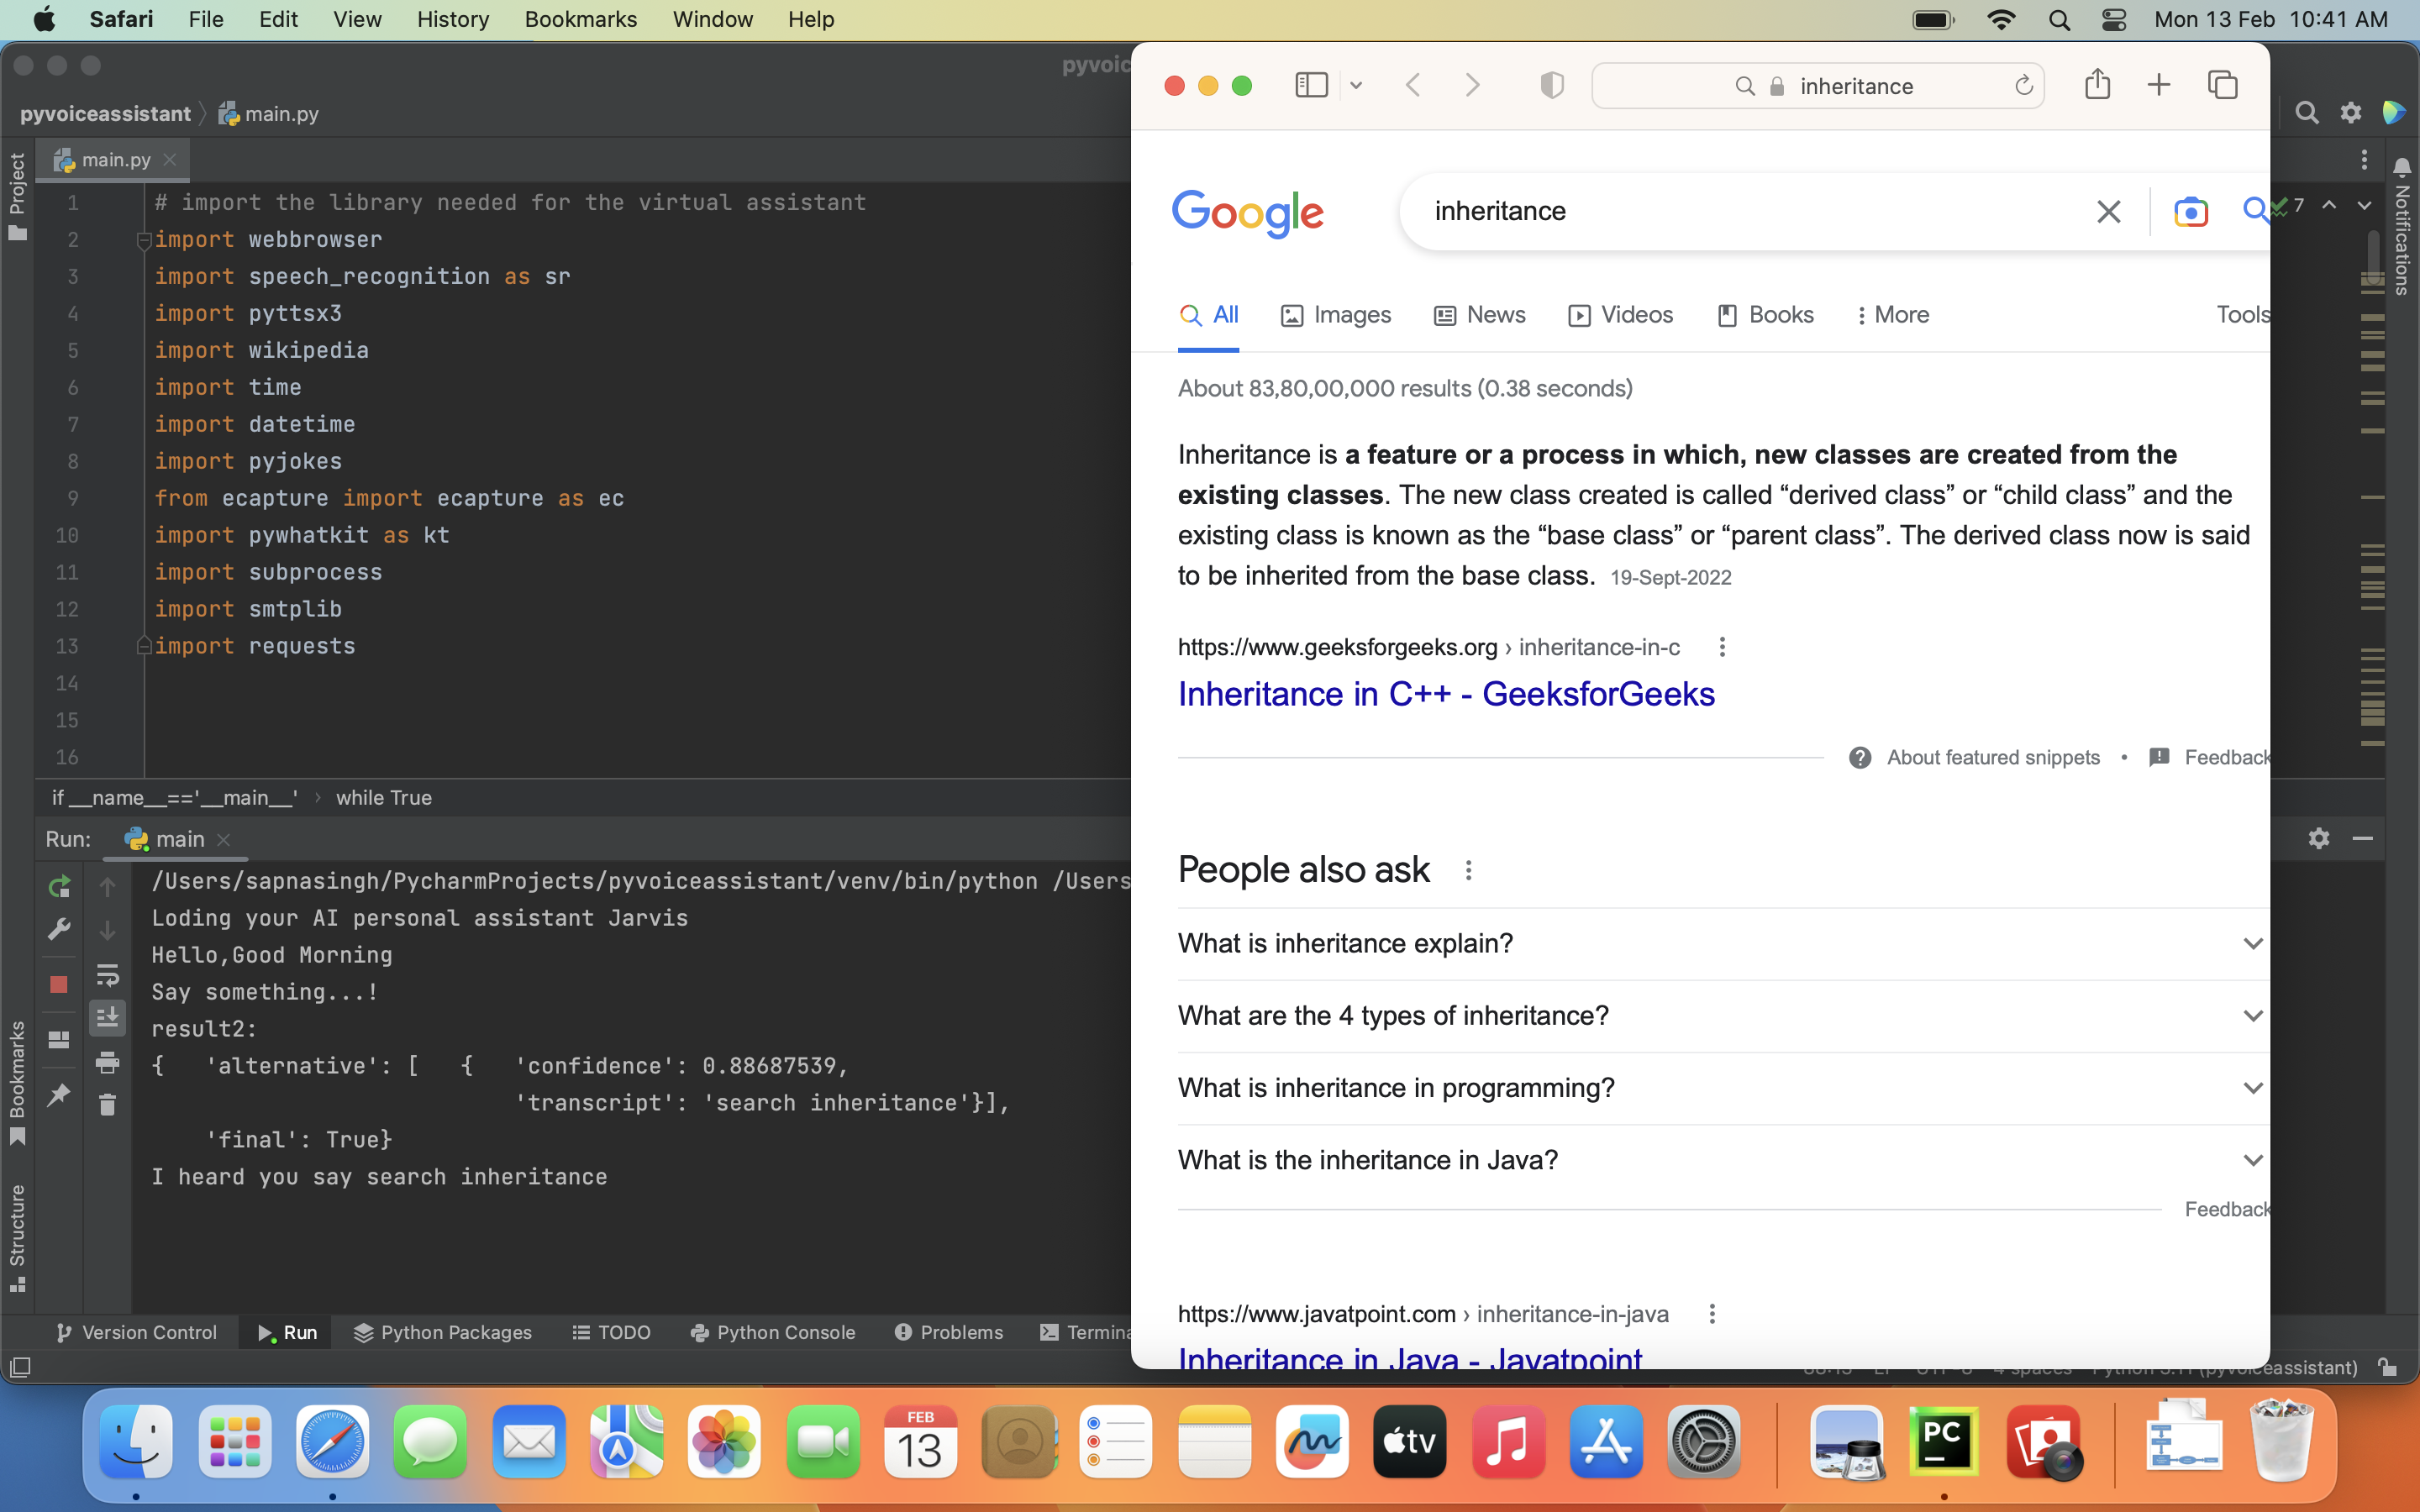 Safari File Edit View History Bookmarks Window Help Mon 13 Feb 10:41 AM
pyvoic
pyvoiceassistant main.py
main.py
Project
1 # import the library needed for the virtual assistant
2 import webbrowser
3 import speech_recognition as sr
4 import pyttsx3
5 import wikipedia
6 import time
7 import datetime
8 import pyjokes
9 from ecapture import ecapture as ec
10 import pywhatkit as kt
11 import subprocess
12 import smtplib
13 import requests
14
15
16
if __name__=='__main__' › while True
Run: main
/Users/sapnasingh/PycharmProjects/pyvoiceassistant/venv/bin/python /Users
Loding your AI personal assistant Jarvis
Hello,Good Morning
Say something...!
result2:
{ 'alternative': [ { 'confidence': 0.88687539,
'transcript': 'search inheritance'}],
'final': True}
I heard you say search inheritance
Bookmarks
Structure
Version Control Run Python Packages TODO Python Console Problems Termina
inheritance
Google inheritance
7
Notifications
All Images News Videos Books More Tools
About 83,80,00,000 results (0.38 seconds)
Inheritance is a feature or a process in which, new classes are created from the
existing classes. The new class created is called “derived class” or “child class” and the
existing class is known as the “base class” or “parent class”. The derived class now is said
to be inherited from the base class. 19-Sept-2022
https://www.geeksforgeeks.org › inheritance-in-c
Inheritance in C++ - GeeksforGeeks
About featured snippets • Feedback
People also ask
What is inheritance explain?
What are the 4 types of inheritance?
What is inheritance in programming?
What is the inheritance in Java?
Feedback
https://www.javatpoint.com › inheritance-in-java
Inheritance in Java - Javatpoint
4 spaces Python 3.11 (pyvoiceassistant)
FEB
13
tv
PC